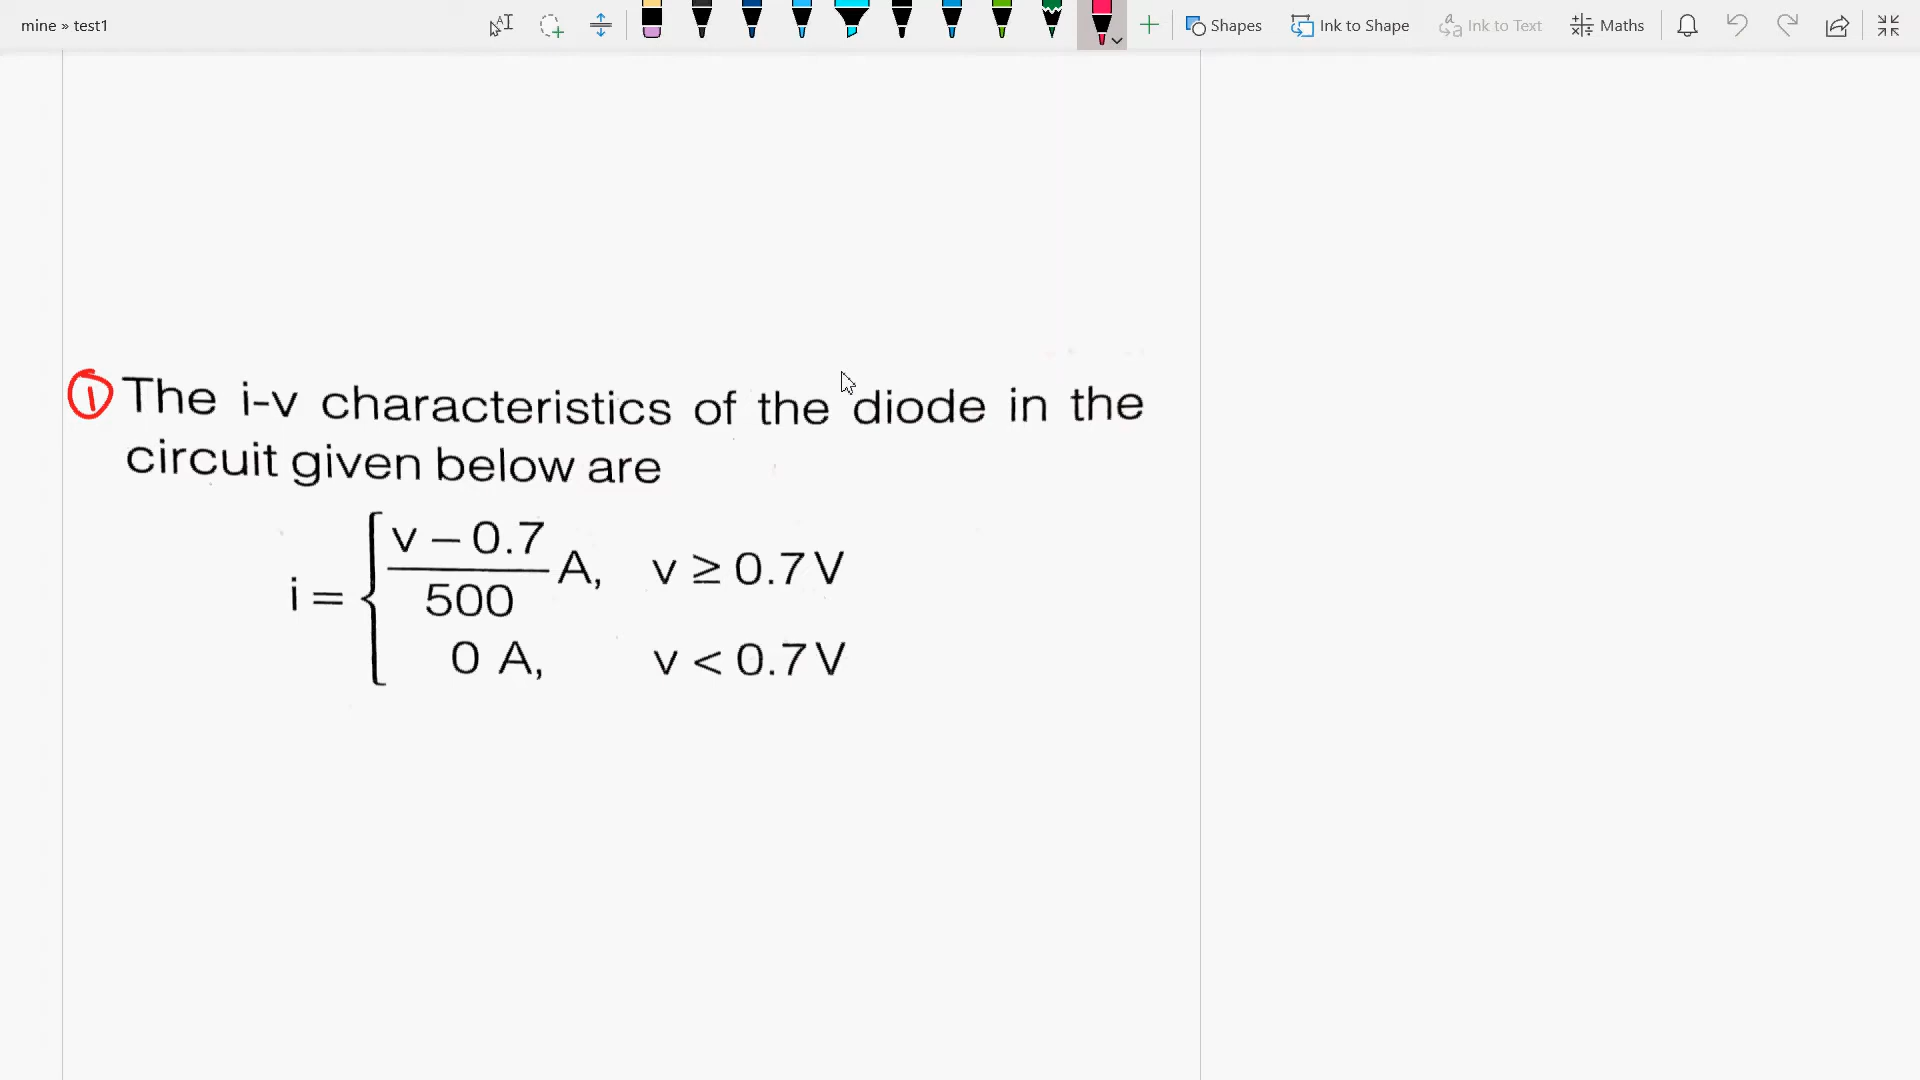 mine » test1
Shapes
Ink to Shape
Ink to Text
Maths
① The i-v characteristics of the diode in the
circuit given below are
i = { v – 0.7 / 500 A, v ≥ 0.7 V
0 A, v < 0.7 V